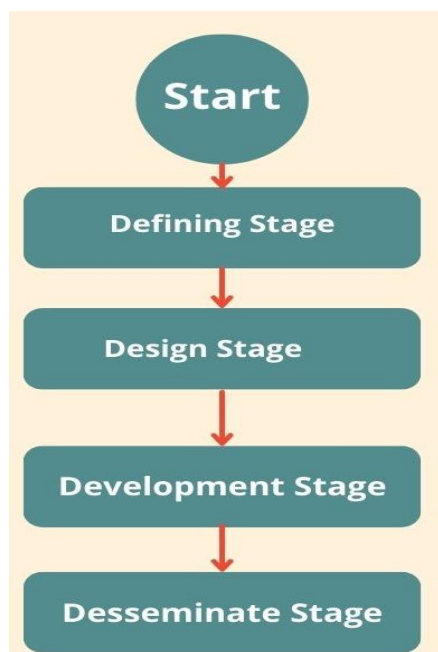 Start
Defining Stage
Design Stage
Development Stage
Desseminate Stage